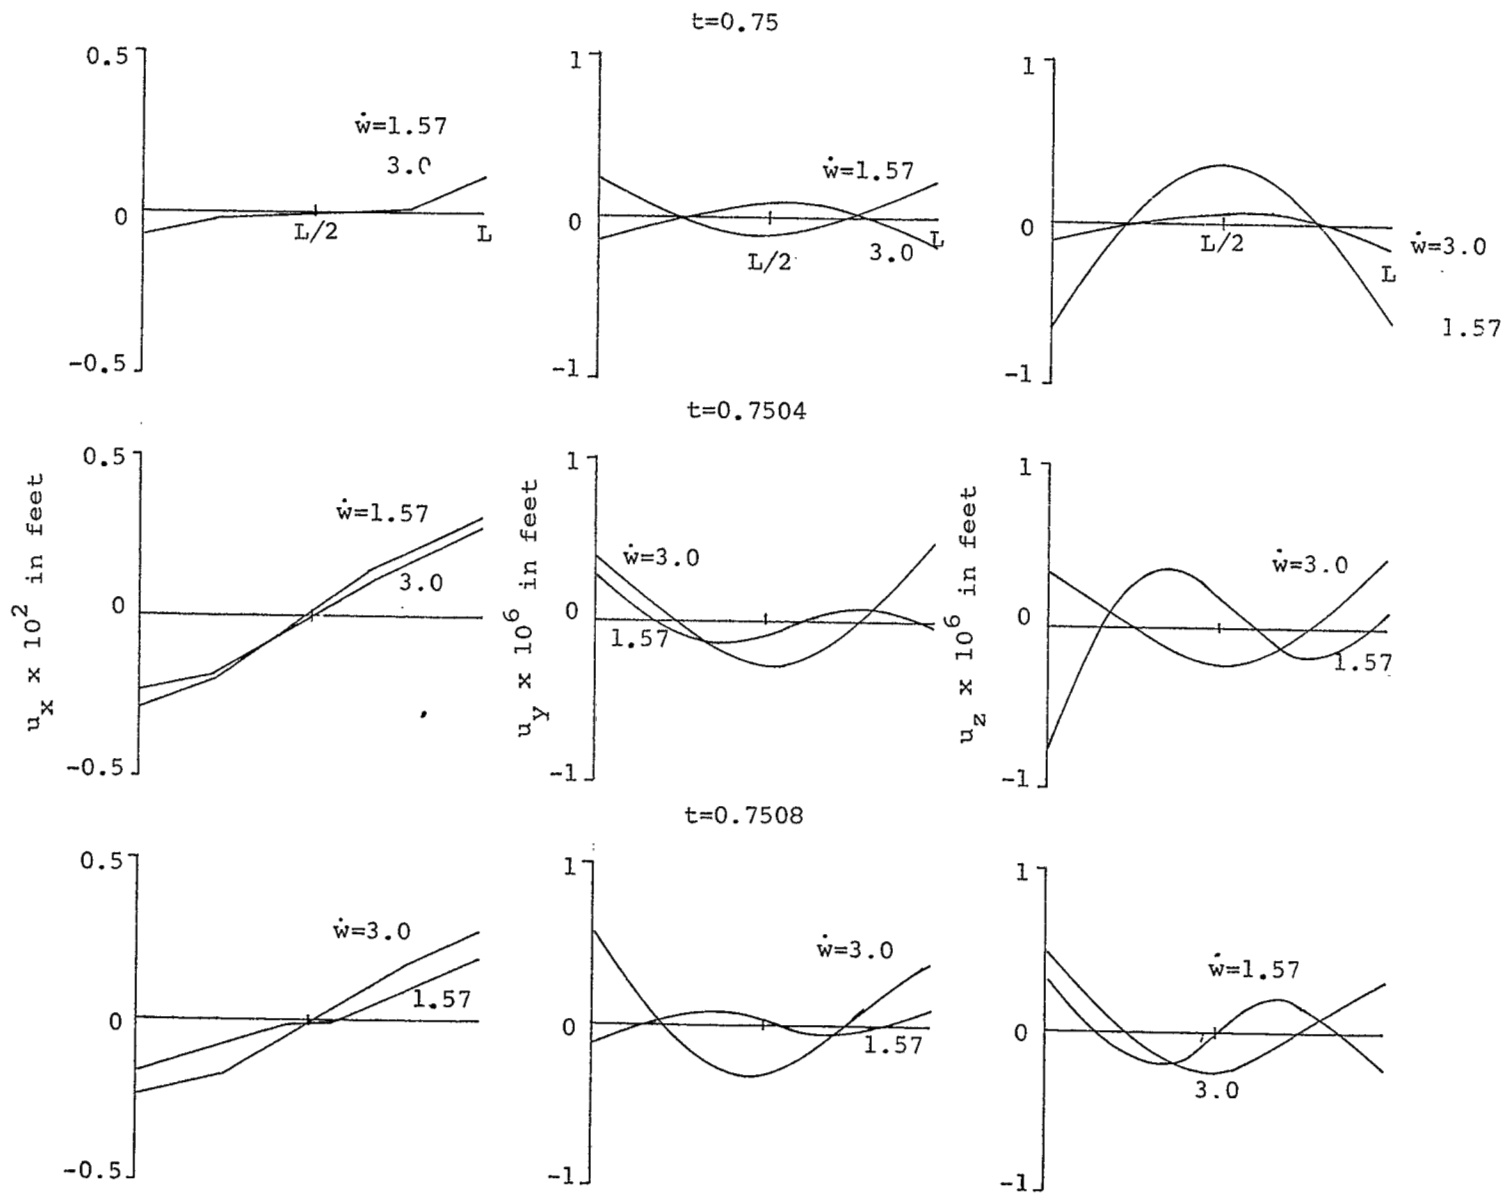 t=0.75
0.5
ẇ=1.57
3.0
0
L/2
L
-0.5
1
ẇ=1.57
0
L/2
3.0
L
-1
1
0
L/2
ẇ=3.0
L
1.57
-1
t=0.7504
u_x x 10^2 in feet
0.5
ẇ=1.57
3.0
0
-0.5
u_y x 10^6 in feet
1
ẇ=3.0
0
1.57
-1
u_z x 10^6 in feet
1
ẇ=3.0
0
1.57
-1
t=0.7508
0.5
ẇ=3.0
1.57
0
-0.5
1
ẇ=3.0
0
1.57
-1
1
ẇ=1.57
0
3.0
-1